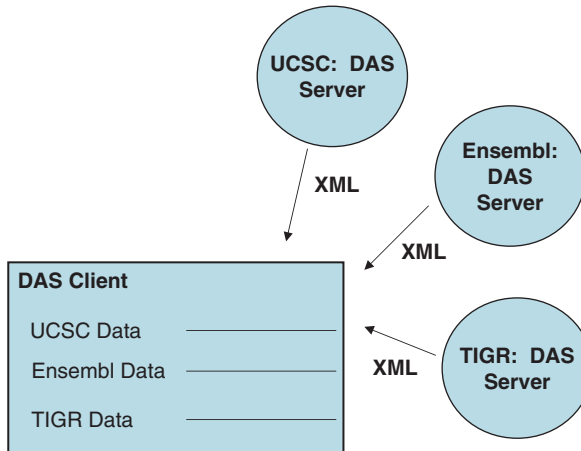 UCSC: DAS
Server
Ensembl:
DAS
Server
XML
XML
DAS Client
UCSC Data
Ensembl Data
TIGR Data
XML
TIGR: DAS
Server